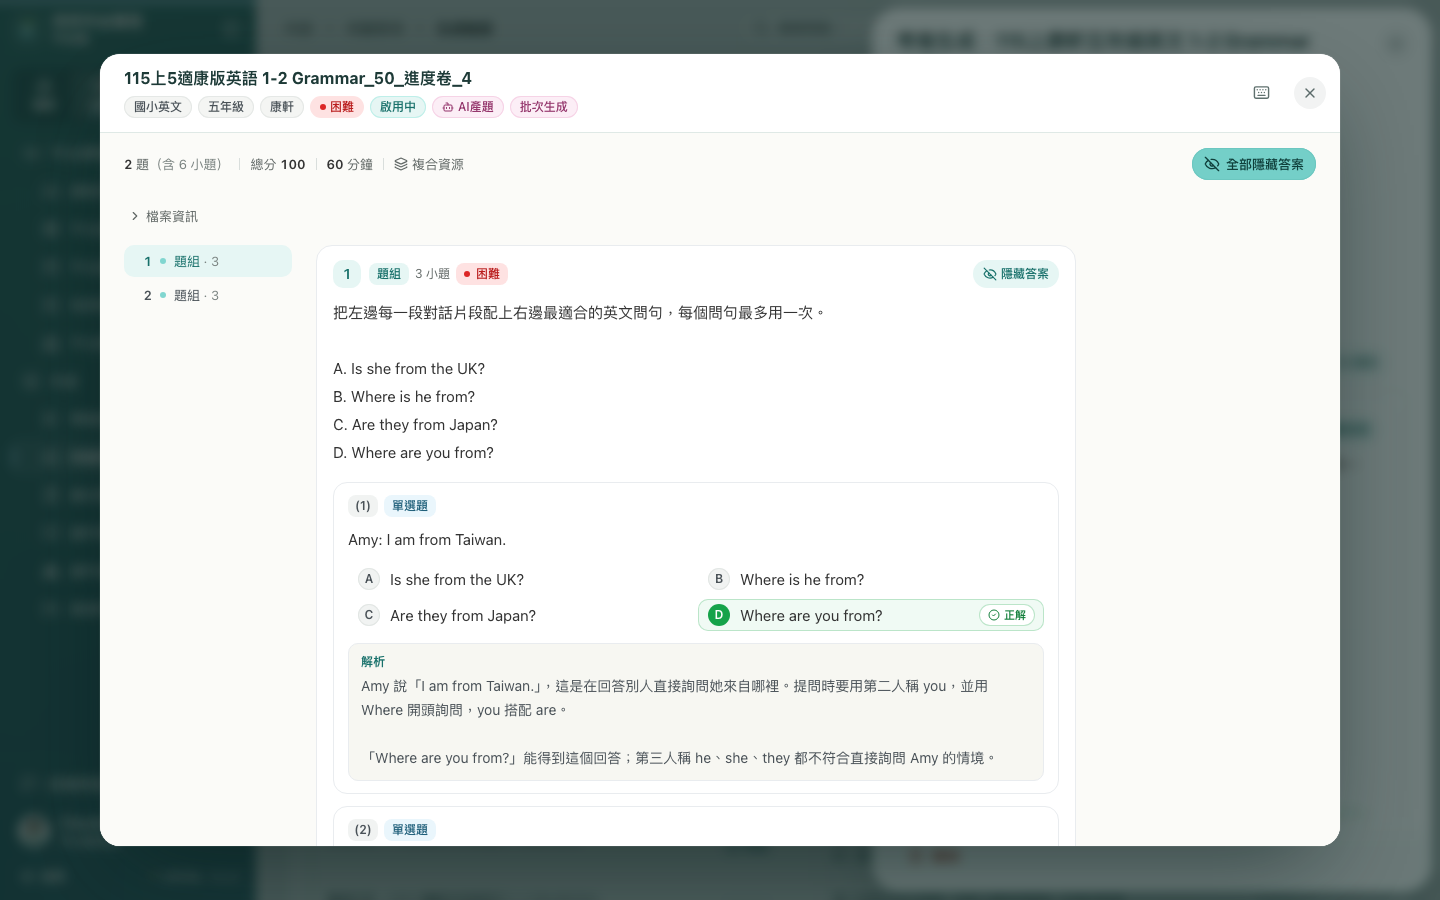 115上5適康版英語 1-2 Grammar_50_進度卷_4
國小英文 五年級 康軒 困難 啟用中 AI產題 批次生成
2 題（含 6 小題） 總分 100 60 分鐘 複合資源 全部隱藏答案
檔案資訊
1 題組 · 3
2 題組 · 3
1 題組 3 小題 困難 隱藏答案
把左邊每一段對話片段配上右邊最適合的英文問句，每個問句最多用一次。
A. Is she from the UK?
B. Where is he from?
C. Are they from Japan?
D. Where are you from?
(1) 單選題
Amy: I am from Taiwan.
A Is she from the UK? B Where is he from?
C Are they from Japan? D Where are you from? 正解
解析
Amy 說「I am from Taiwan.」，這是在回答別人直接詢問她來自哪裡。提問時要用第二人稱 you，並用
Where 開頭詢問，you 搭配 are。
「Where are you from?」能得到這個回答；第三人稱 he、she、they 都不符合直接詢問 Amy 的情境。
(2) 單選題